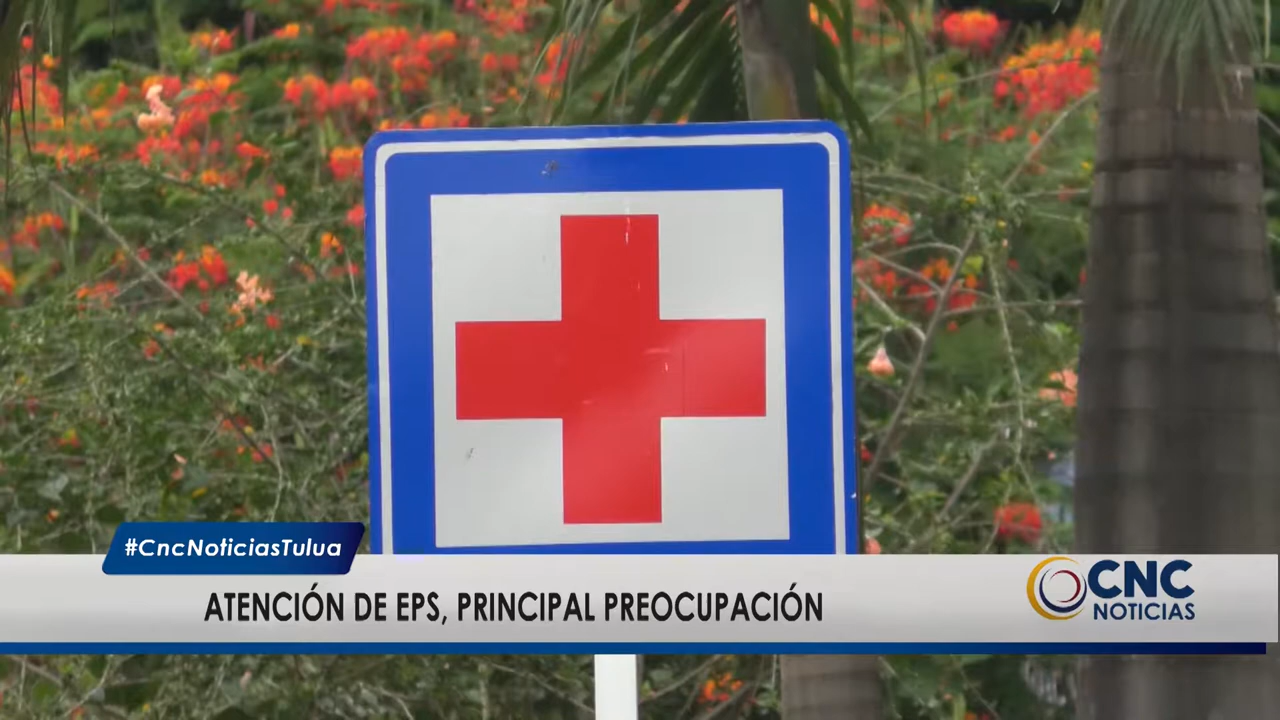 #CncNoticiasTulua
ATENCIÓN DE EPS, PRINCIPAL PREOCUPACIÓN
CNC
NOTICIAS